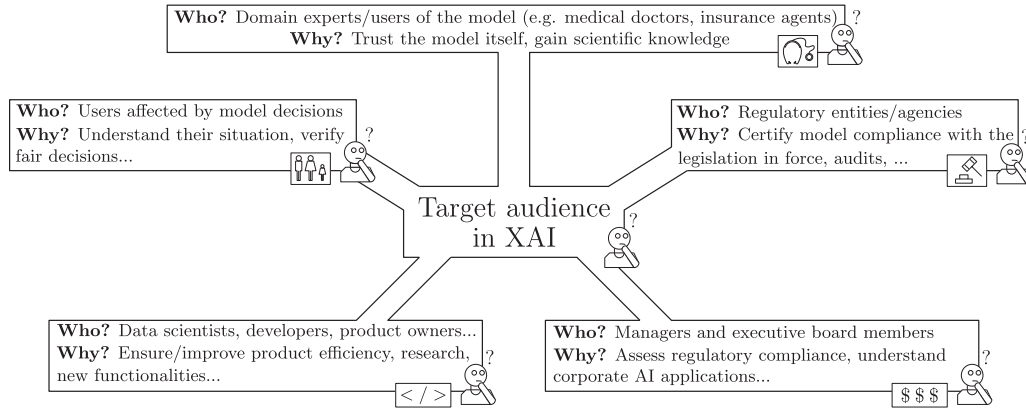 Who? Domain experts/users of the model (e.g. medical doctors, insurance agents)
Why? Trust the model itself, gain scientific knowledge
?
Who? Users affected by model decisions
Why? Understand their situation, verify
fair decisions...
?
Who? Regulatory entities/agencies
Why? Certify model compliance with the
legislation in force, audits, ...
?
Target audience
in XAI
?
Who? Data scientists, developers, product owners...
Why? Ensure/improve product efficiency, research,
new functionalities...
?
< / >
Who? Managers and executive board members
Why? Assess regulatory compliance, understand
corporate AI applications...
?
$ $ $